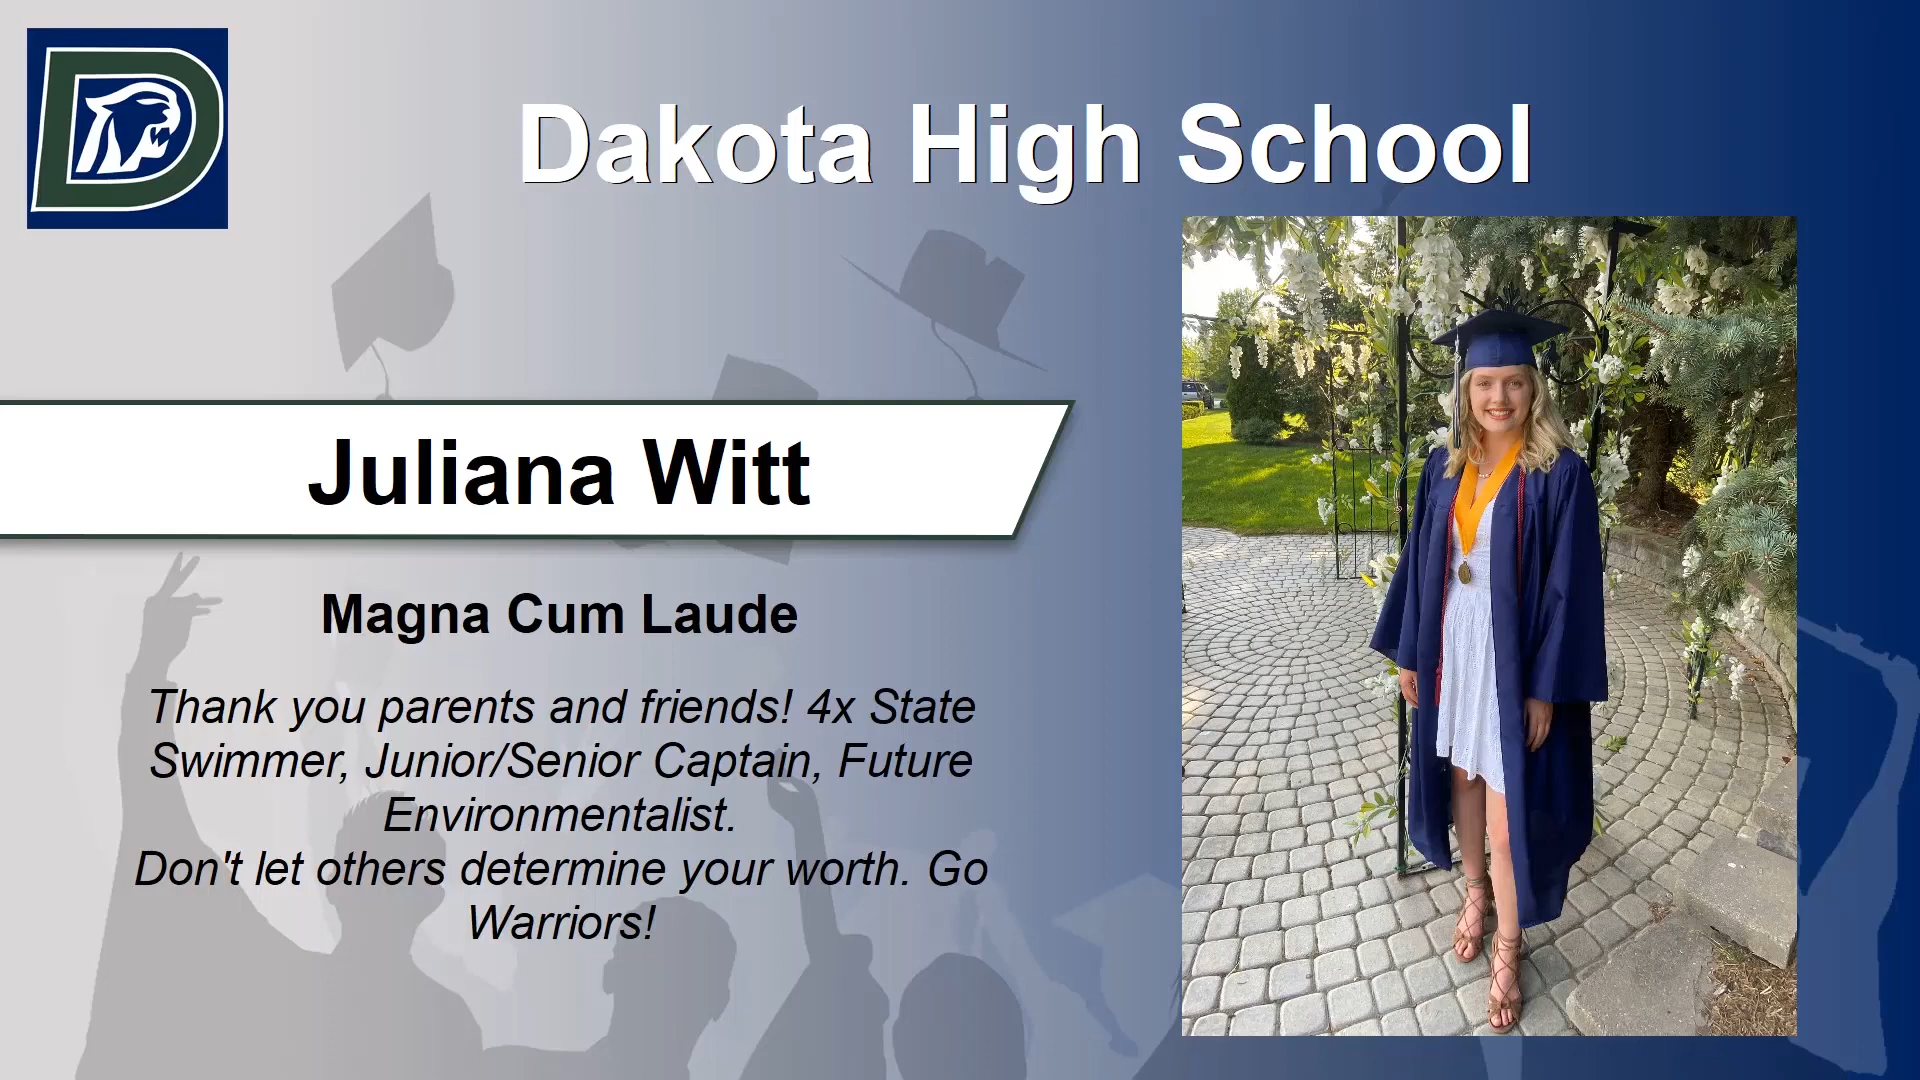 D
Dakota High School
Juliana Witt
Magna Cum Laude
Thank you parents and friends! 4x State
Swimmer, Junior/Senior Captain, Future
Environmentalist.
Don't let others determine your worth. Go
Warriors!